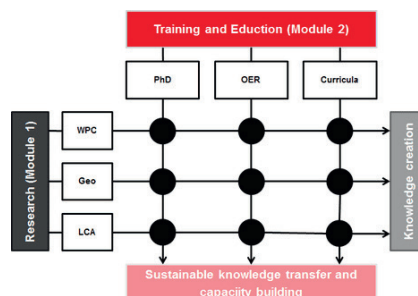 Training and Eduction (Module 2)
PhD
OER
Curricula
Research (Module 1)
WPC
Geo
LCA
Knowledge creation
Sustainable knowledge transfer and
capaciity building